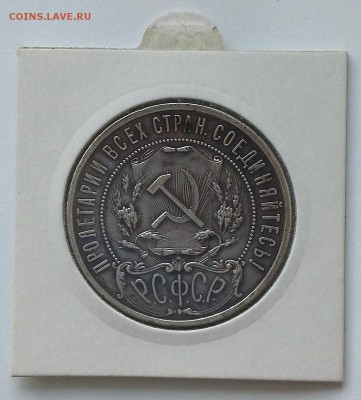 COINS.LAVE.RU
ПРОЛЕТАРИИ ВСЕХ СТРАН, СОЕДИНЯЙТЕСЬ!
Р.С.Ф.С.Р.